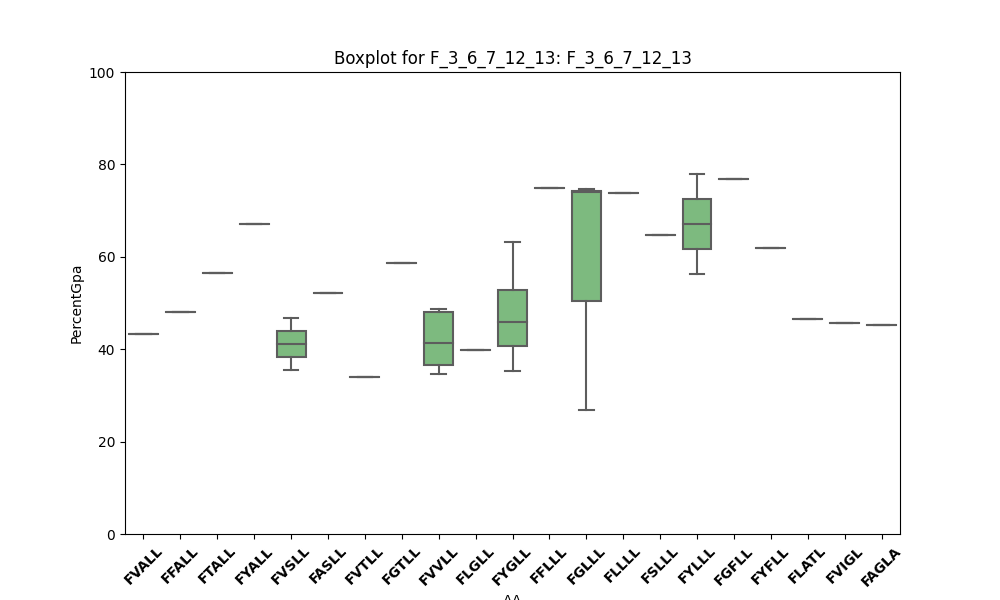 Boxplot for F_3_6_7_12_13: F_3_6_7_12_13
PercentGpa
100
80
60
40
20
0
FVALL FFALL FTALL FYALL FVSLL FASLL FVTLL FGTLL FVVLL FLGLL FYGLL FFLLL FGLLL FLLLL FSLLL FYLLL FGFLL FYFLL FLATL FVIGL FAGLA
AA